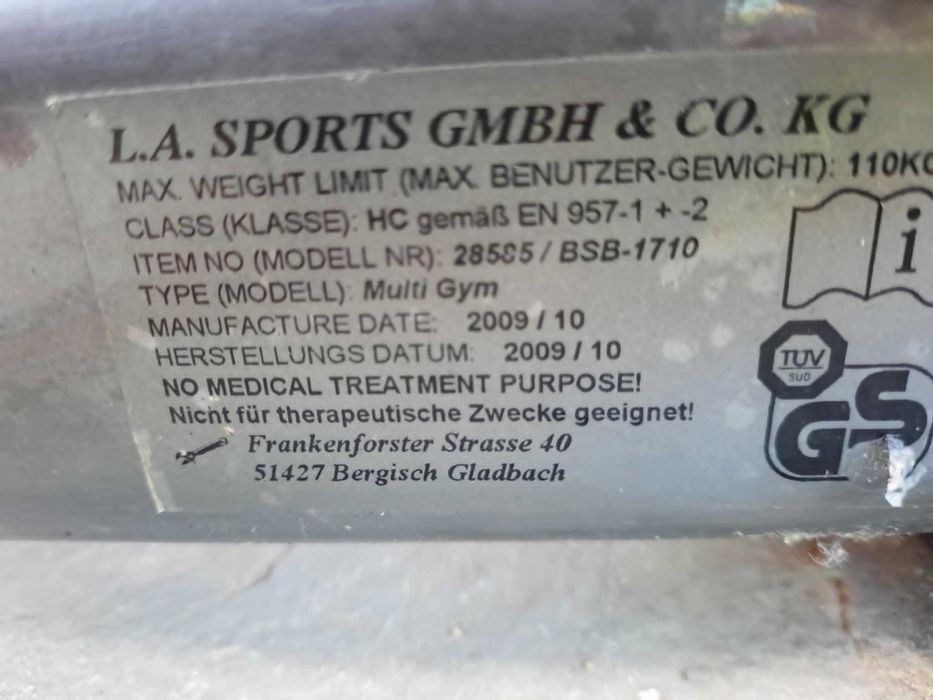 L.A. SPORTS GMBH & CO. KG
MAX. WEIGHT LIMIT (MAX. BENUTZER-GEWICHT): 110KG
CLASS (KLASSE): HC gemäß EN 957-1 + -2
ITEM NO (MODELL NR): 28585 / BSB-1710
TYPE (MODELL): Multi Gym
MANUFACTURE DATE: 2009 / 10
HERSTELLUNGS DATUM: 2009 / 10
NO MEDICAL TREATMENT PURPOSE!
Nicht für therapeutische Zwecke geeignet!
Frankenforster Strasse 40
51427 Bergisch Gladbach
i
TÜV
SÜD
GS